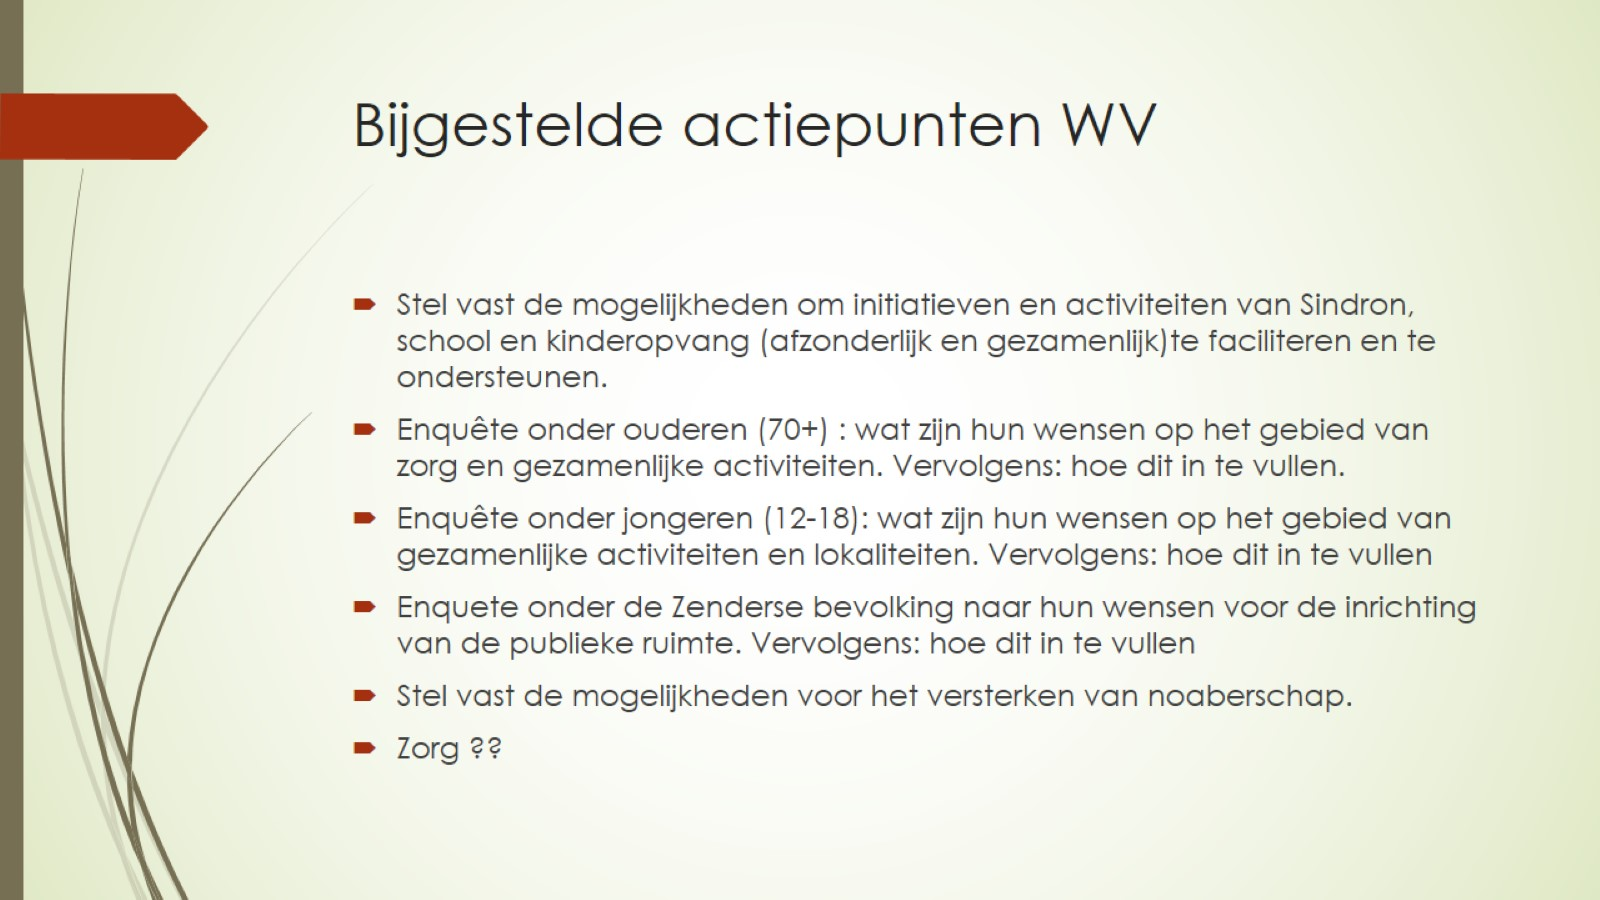 Bijgestelde actiepunten WV
Stel vast de mogelijkheden om initiatieven en activiteiten van Sindron,
school en kinderopvang (afzonderlijk en gezamenlijk)te faciliteren en te
ondersteunen.
Enquête onder ouderen (70+) : wat zijn hun wensen op het gebied van
zorg en gezamenlijke activiteiten. Vervolgens: hoe dit in te vullen.
Enquête onder jongeren (12-18): wat zijn hun wensen op het gebied van
gezamenlijke activiteiten en lokaliteiten. Vervolgens: hoe dit in te vullen
Enquete onder de Zenderse bevolking naar hun wensen voor de inrichting
van de publieke ruimte. Vervolgens: hoe dit in te vullen
Stel vast de mogelijkheden voor het versterken van noaberschap.
Zorg ??